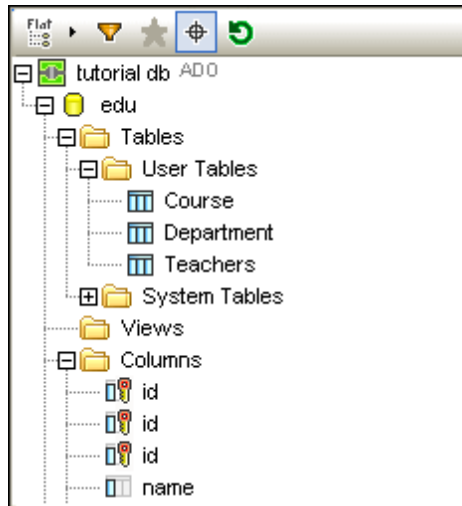 Flat
tutorial db ADO
edu
Tables
User Tables
Course
Department
Teachers
System Tables
Views
Columns
id
id
id
name